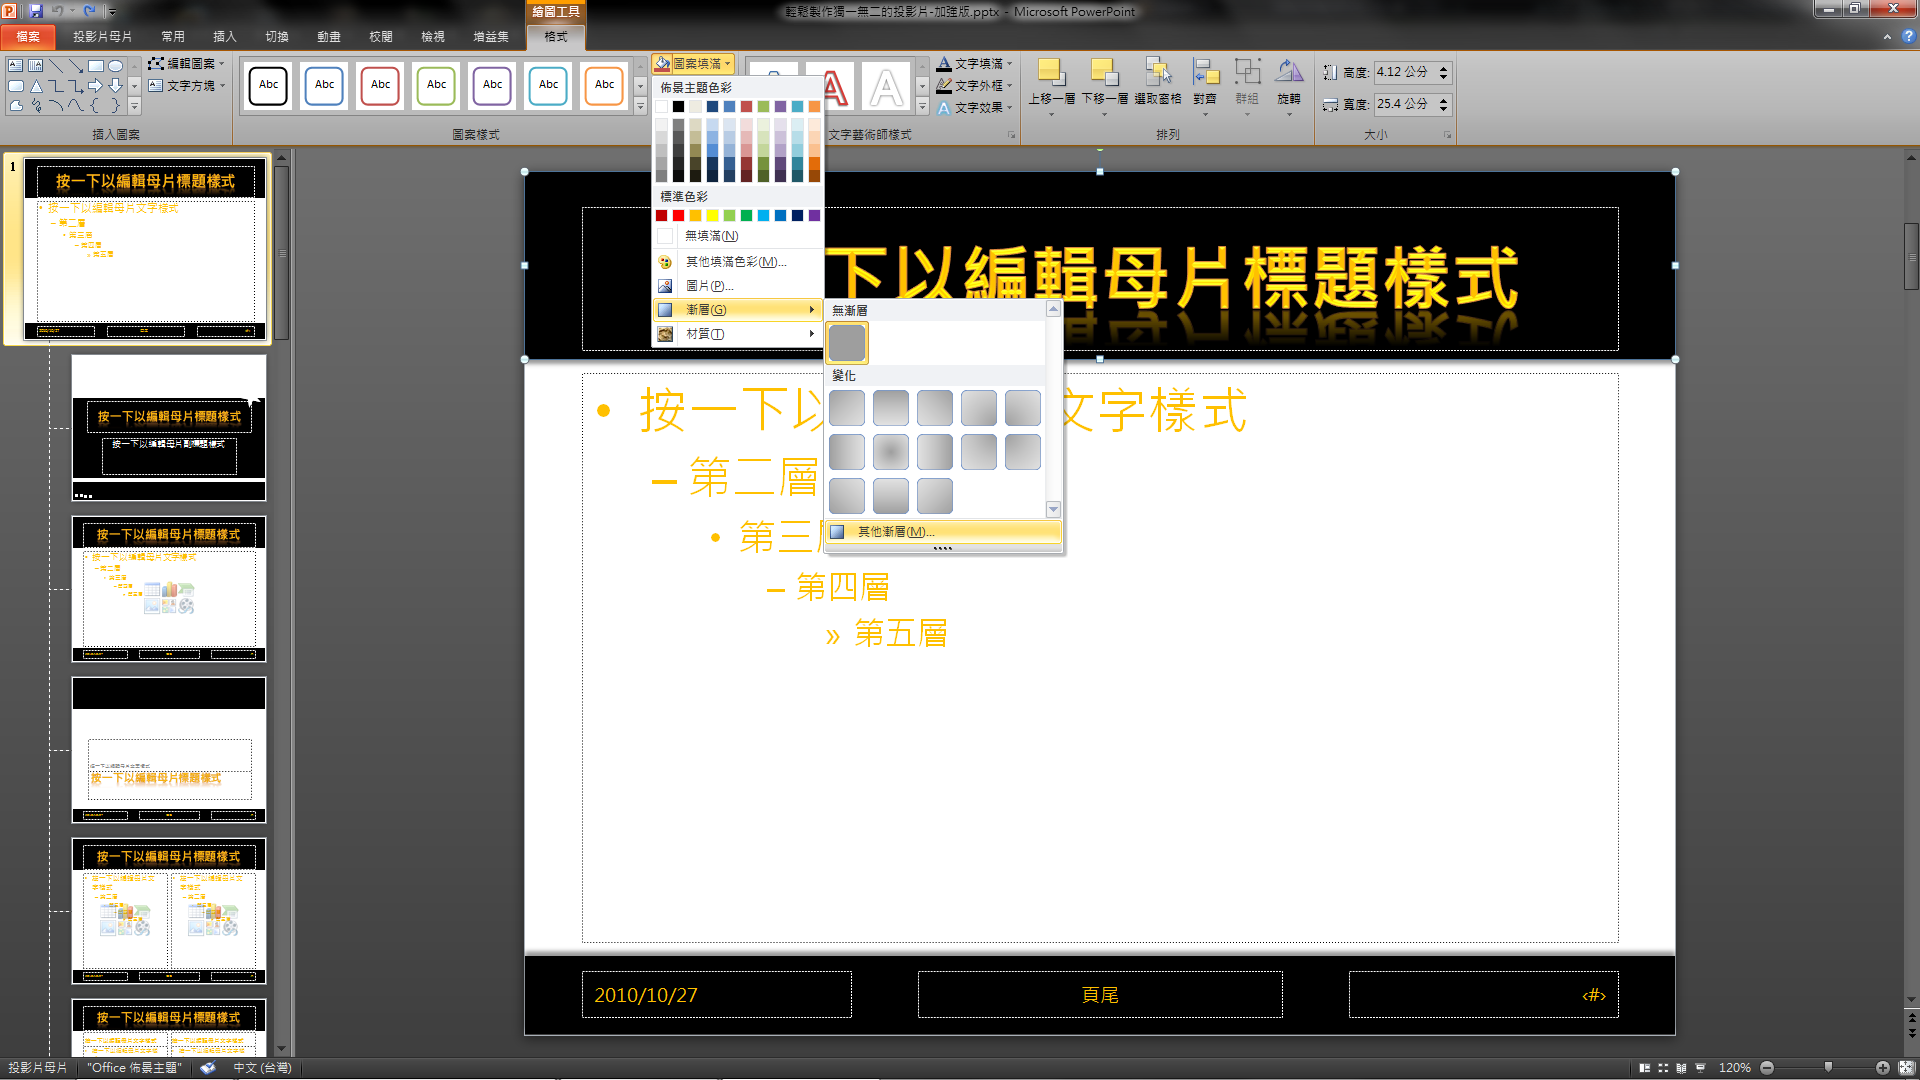 輕鬆製作獨一無二的投影片-加強版.pptx - Microsoft PowerPoint
繪圖工具
檔案 投影片母片 常用 插入 切換 動畫 校閱 檢視 增益集 格式
編輯圖案
文字方塊
插入圖案
Abc Abc Abc Abc Abc Abc Abc
圖案樣式
圖案填滿
文字填滿
文字外框
文字效果
文字藝術師樣式
上移一層 下移一層 選取窗格 對齊 群組 旋轉
排列
高度: 4.12 公分
寬度: 25.4 公分
大小
佈景主題色彩
標準色彩
無填滿(N)
其他填滿色彩(M)...
圖片(P)...
漸層(G)
材質(T)
無漸層
變化
其他漸層(M)...
1
按一下以編輯母片標題樣式
• 按一下以編輯母片文字樣式
– 第二層
• 第三層
– 第四層
» 第五層
按一下以編輯母片標題樣式
按一下以編輯母片副標題樣式
按一下以編輯母片標題樣式
按一下以編輯母片文字樣式
按一下以編輯母片標題樣式
按一下以編輯母片標題樣式
按一下以編輯母片標題樣式
下以編輯母片標題樣式
• 按一下以 文字樣式
– 第二層
• 第三
– 第四層
» 第五層
2010/10/27
頁尾
‹#›
投影片母片 "Office 佈景主題" 中文 (台灣)
120%